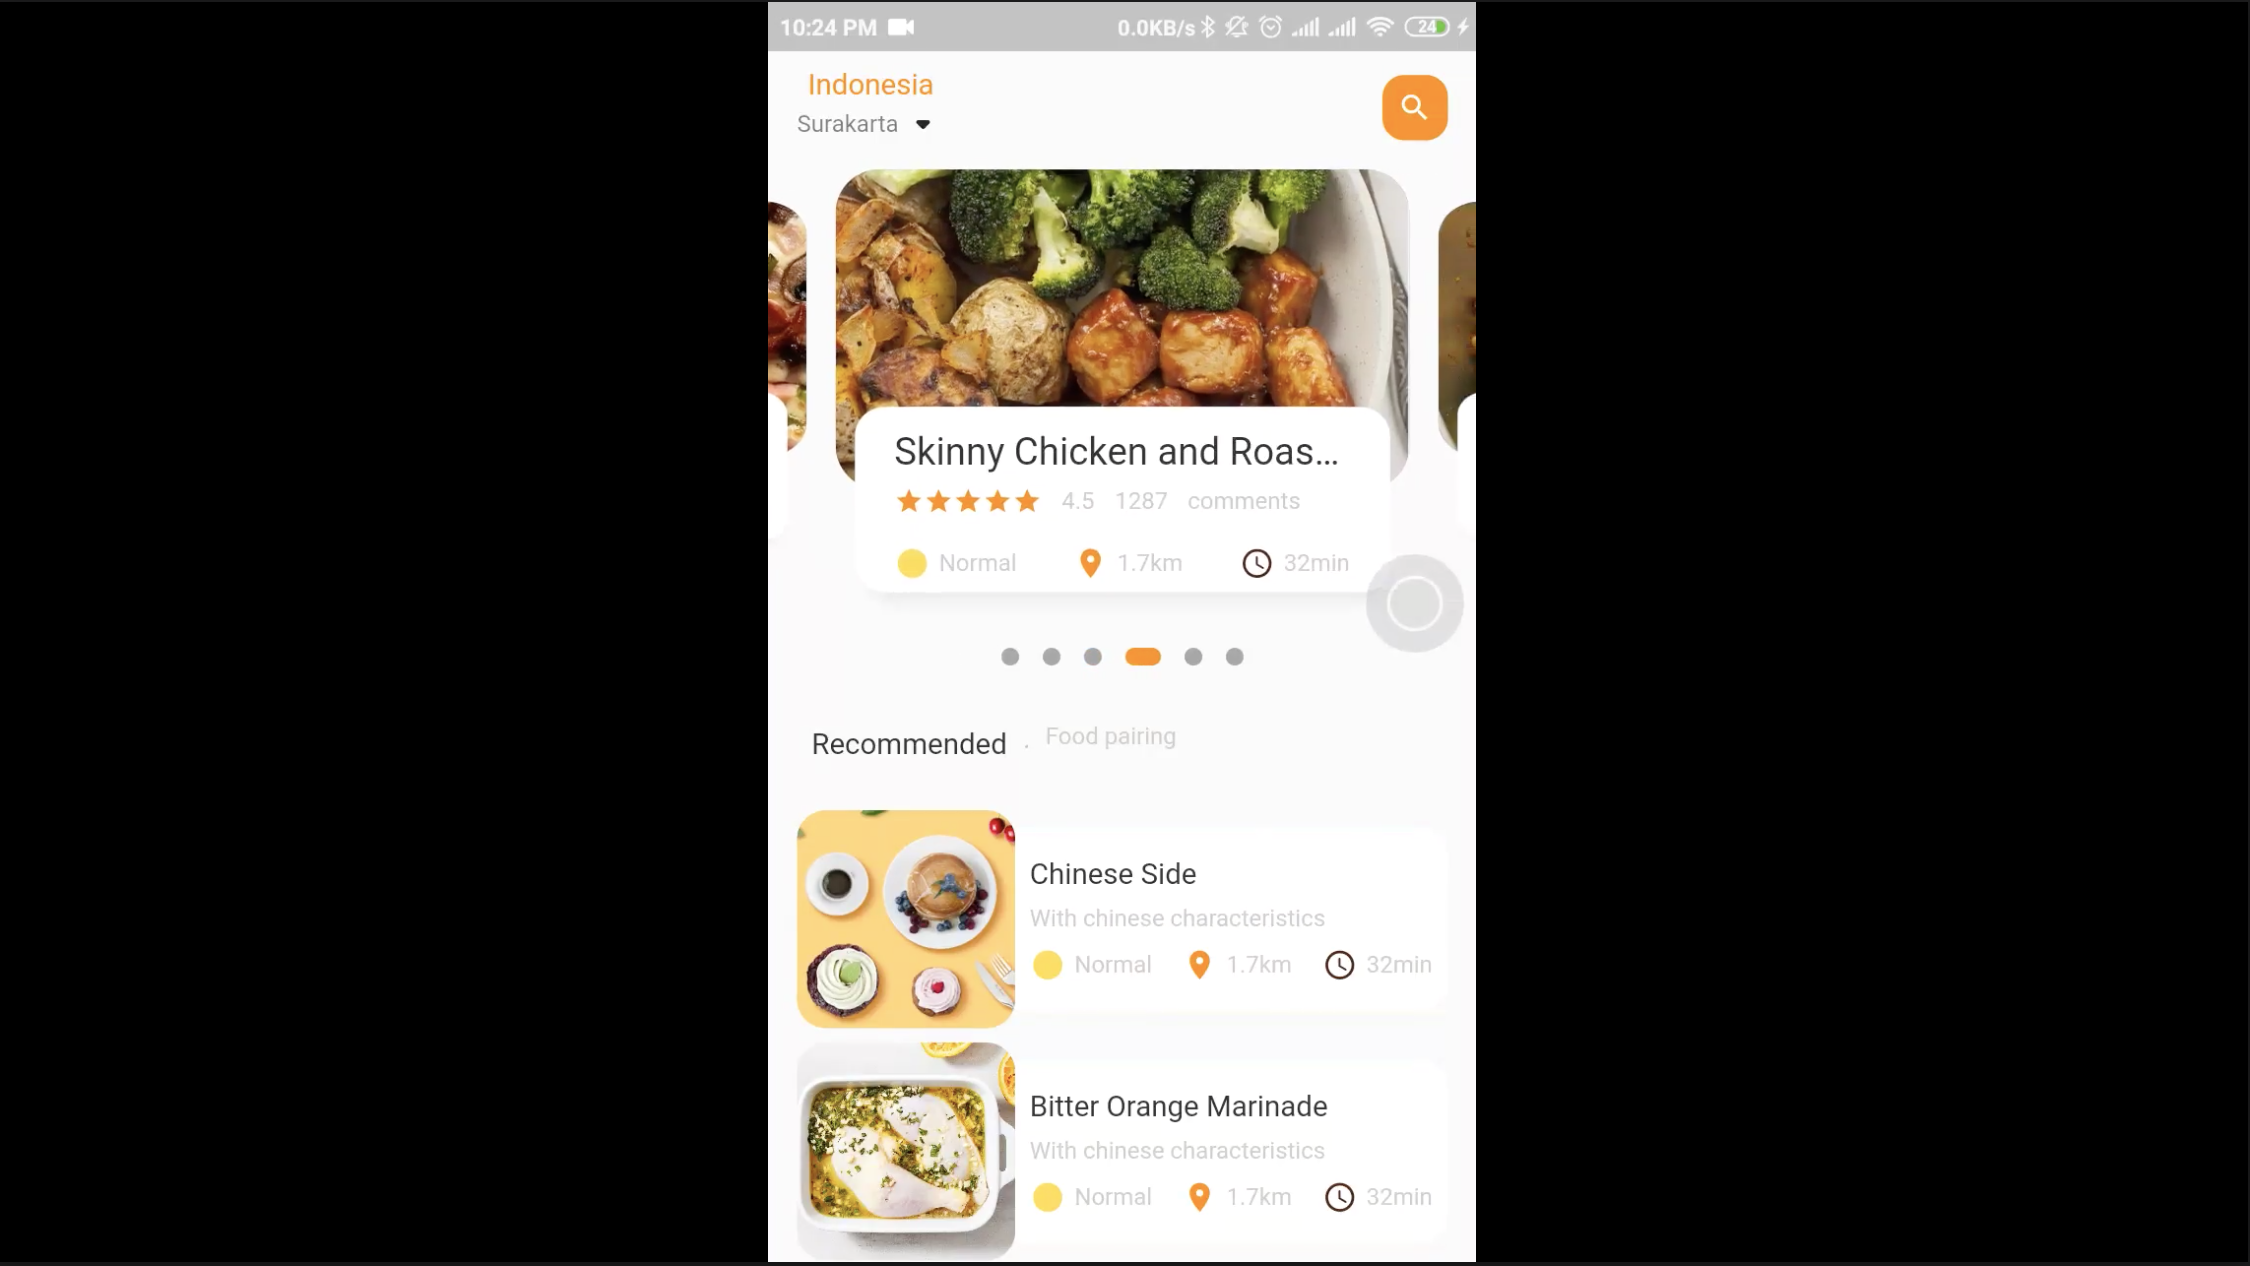 10:24 PM 0.0KB/s 24
Indonesia
Surakarta
Skinny Chicken and Roas...
4.5 1287 comments
Normal 1.7km 32min
Recommended . Food pairing
Chinese Side
With chinese characteristics
Normal 1.7km 32min
Bitter Orange Marinade
With chinese characteristics
Normal 1.7km 32min